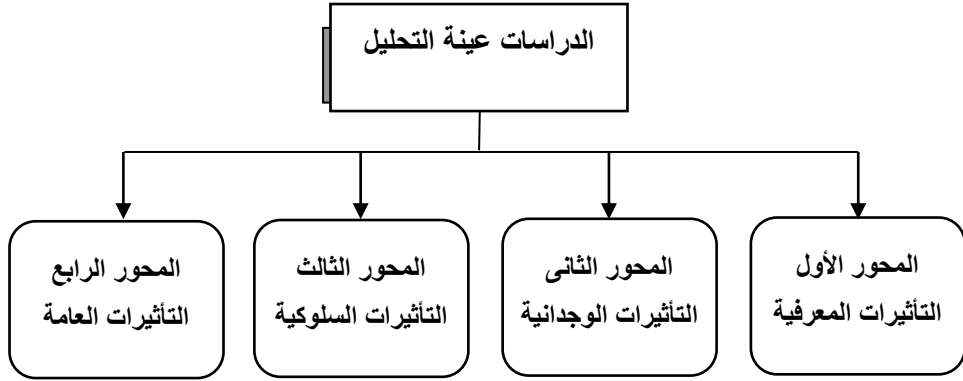 الدراسات عينة التحليل
المحور الأول
التأثيرات المعرفية
المحور الثانى
التأثيرات الوجدانية
المحور الثالث
التأثيرات السلوكية
المحور الرابع
التأثيرات العامة